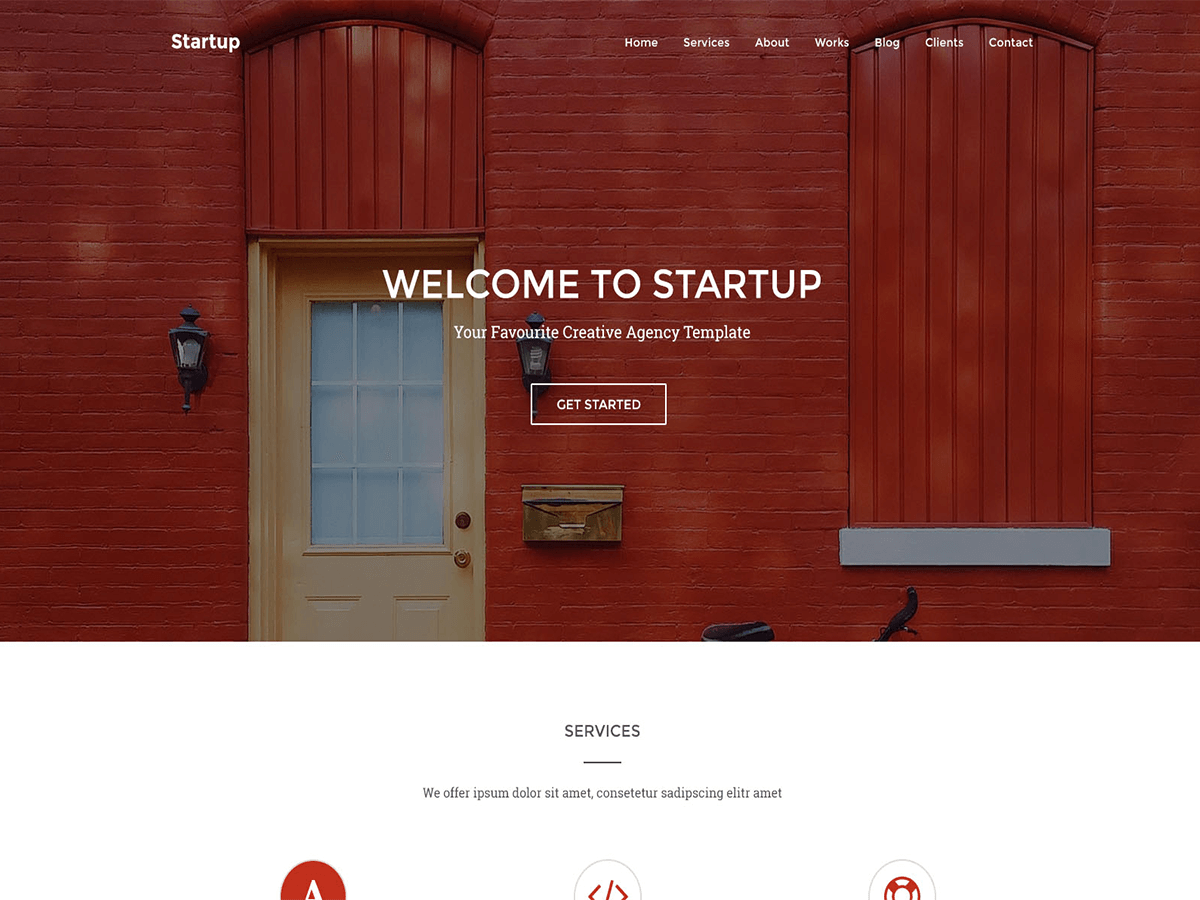 Startup
Home Services About Works Blog Clients Contact
WELCOME TO STARTUP
Your Favourite Creative Agency Template
GET STARTED
SERVICES
We offer ipsum dolor sit amet, consetetur sadipscing elitr amet
A
</>